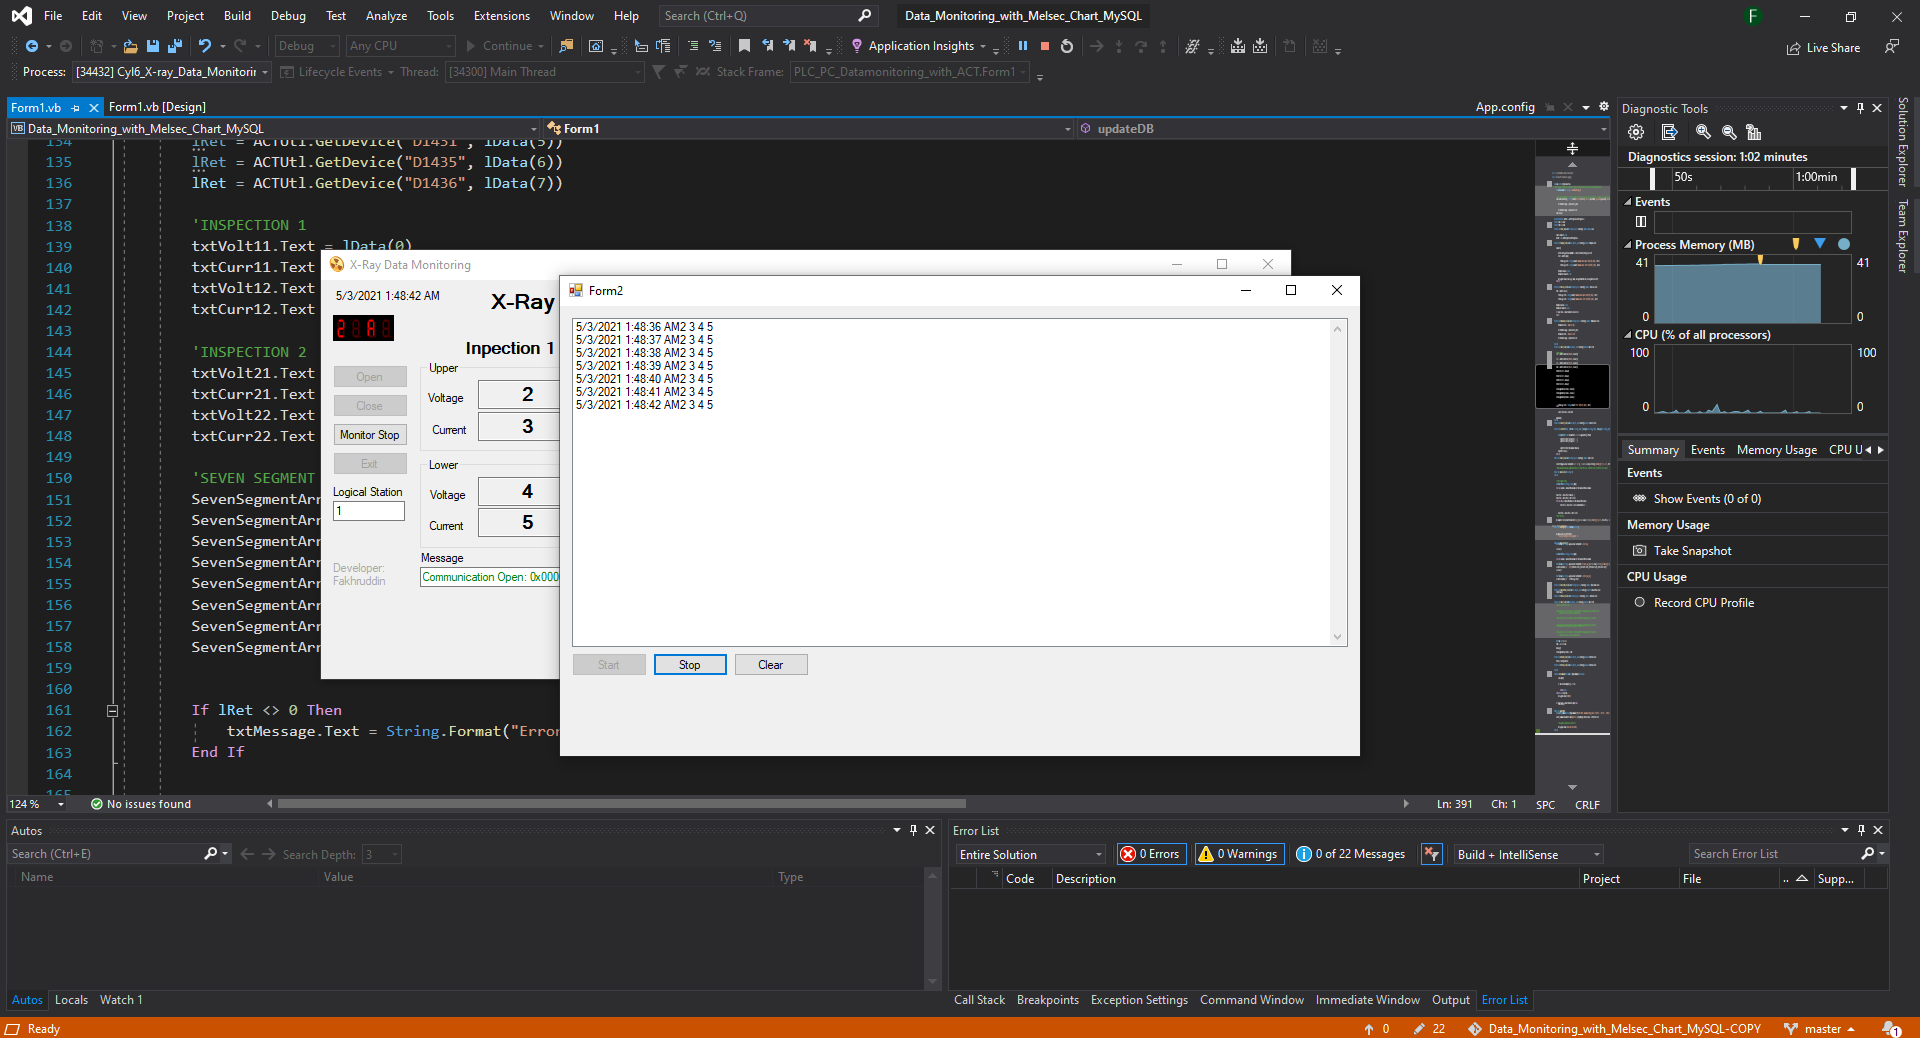 File Edit View Project Build Debug Test Analyze Tools Extensions Window Help Search (Ctrl+Q) Data_Monitoring_with_Melsec_Chart_MySQL F
Debug Any CPU Continue Application Insights Live Share
Process: [34432] Cyl6_X-ray_Data_Monitorir Lifecycle Events Thread: [34300] Main Thread Stack Frame: PLC_PC_Datamonitoring_with_ACT.Form1
Form1.vb Form1.vb [Design] App.config
VB Data_Monitoring_with_Melsec_Chart_MySQL Form1 updateDB
134 lRet = ACTUtl.GetDevice("D1431", lData(5))
135 lRet = ACTUtl.GetDevice("D1435", lData(6))
136 lRet = ACTUtl.GetDevice("D1436", lData(7))
137
138 'INSPECTION 1
139 txtVolt11.Text = lData(0)
140 txtCurr11.Text
141 txtVolt12.Text
142 txtCurr12.Text
143
144 'INSPECTION 2
145 txtVolt21.Text
146 txtCurr21.Text
147 txtVolt22.Text
148 txtCurr22.Text
149
150 'SEVEN SEGMENT
151 SevenSegmentArr
152 SevenSegmentArr
153 SevenSegmentArr
154 SevenSegmentArr
155 SevenSegmentArr
156 SevenSegmentArr
157 SevenSegmentArr
158 SevenSegmentArr
159
160
161 If lRet <> 0 Then
162 txtMessage.Text = String.Format("Error
163 End If
164
165
X-Ray Data Monitoring
5/3/2021 1:48:42 AM X-Ray
2 A
Inpection 1
Open
Close
Monitor Stop
Exit
Logical Station
1
Developer:
Fakhruddin
Upper
Voltage 2
Current 3
Lower
Voltage 4
Current 5
Message
Communication Open: 0x000
Form2
5/3/2021 1:48:36 AM2 3 4 5
5/3/2021 1:48:37 AM2 3 4 5
5/3/2021 1:48:38 AM2 3 4 5
5/3/2021 1:48:39 AM2 3 4 5
5/3/2021 1:48:40 AM2 3 4 5
5/3/2021 1:48:41 AM2 3 4 5
5/3/2021 1:48:42 AM2 3 4 5
Start Stop Clear
124 % No issues found Ln: 391 Ch: 1 SPC CRLF
Diagnostic Tools
Diagnostics session: 1:02 minutes
50s 1:00min
Events
Process Memory (MB)
41 41
0 0
CPU (% of all processors)
100 100
0 0
Summary Events Memory Usage CPU U
Events
Show Events (0 of 0)
Memory Usage
Take Snapshot
CPU Usage
Record CPU Profile
Solution Explorer
Team Explorer
Autos
Search (Ctrl+E) Search Depth: 3
Name Value Type
Autos Locals Watch 1
Error List
Entire Solution 0 Errors 0 Warnings 0 of 22 Messages Build + IntelliSense Search Error List
Code Description Project File .. Supp...
Call Stack Breakpoints Exception Settings Command Window Immediate Window Output Error List
Ready 0 22 Data_Monitoring_with_Melsec_Chart_MySQL-COPY master 1